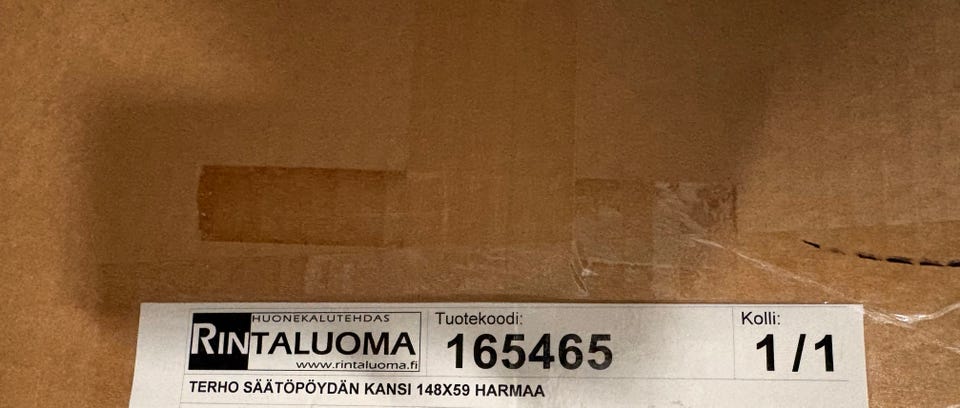 HUONEKALUTEHDAS
RINTALUOMA
www.rintaluoma.fi
Tuotekoodi:
165465
Kolli:
1/1
TERHO SÄÄTÖPÖYDÄN KANSI 148X59 HARMAA